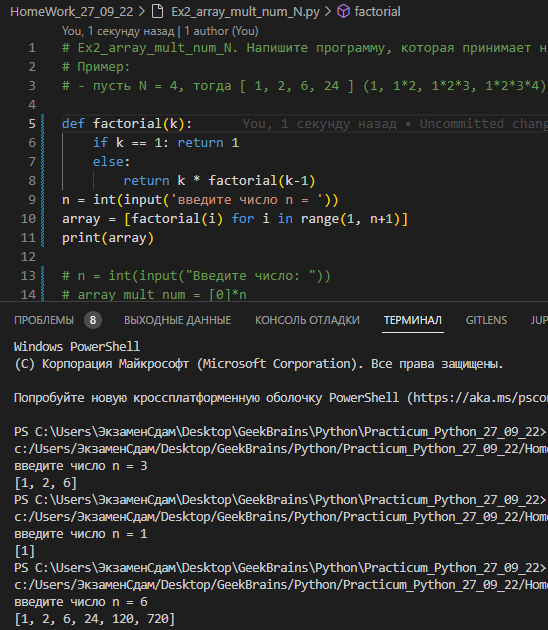 HomeWork_27_09_22 > Ex2_array_mult_num_N.py > factorial
You, 1 секунду назад | 1 author (You)
1 # Ex2_array_mult_num_N. Напишите программу, которая принимает н
2 # Пример:
3 # - пусть N = 4, тогда [ 1, 2, 6, 24 ] (1, 1*2, 1*2*3, 1*2*3*4)
4
5 def factorial(k): You, 1 секунду назад • Uncommitted chang
6 if k == 1: return 1
7 else:
8 return k * factorial(k-1)
9 n = int(input('введите число n = '))
10 array = [factorial(i) for i in range(1, n+1)]
11 print(array)
12
13 # n = int(input("Введите число: "))
14 # array_mult_num = [0]*n
ПРОБЛЕМЫ 8 ВЫХОДНЫЕ ДАННЫЕ КОНСОЛЬ ОТЛАДКИ ТЕРМИНАЛ GITLENS JUP
Windows PowerShell
(C) Корпорация Майкрософт (Microsoft Corporation). Все права защищены.
Попробуйте новую кроссплатформенную оболочку PowerShell (https://aka.ms/psco
PS C:\Users\ЭкзаменСдам\Desktop\GeekBrains\Python\Practicum_Python_27_09_22>
c:/Users/ЭкзаменСдам/Desktop/GeekBrains/Python/Practicum_Python_27_09_22/Hom
введите число n = 3
[1, 2, 6]
PS C:\Users\ЭкзаменСдам\Desktop\GeekBrains\Python\Practicum_Python_27_09_22>
c:/Users/ЭкзаменСдам/Desktop/GeekBrains/Python/Practicum_Python_27_09_22/Hom
введите число n = 1
[1]
PS C:\Users\ЭкзаменСдам\Desktop\GeekBrains\Python\Practicum_Python_27_09_22>
c:/Users/ЭкзаменСдам/Desktop/GeekBrains/Python/Practicum_Python_27_09_22/Hom
введите число n = 6
[1, 2, 6, 24, 120, 720]